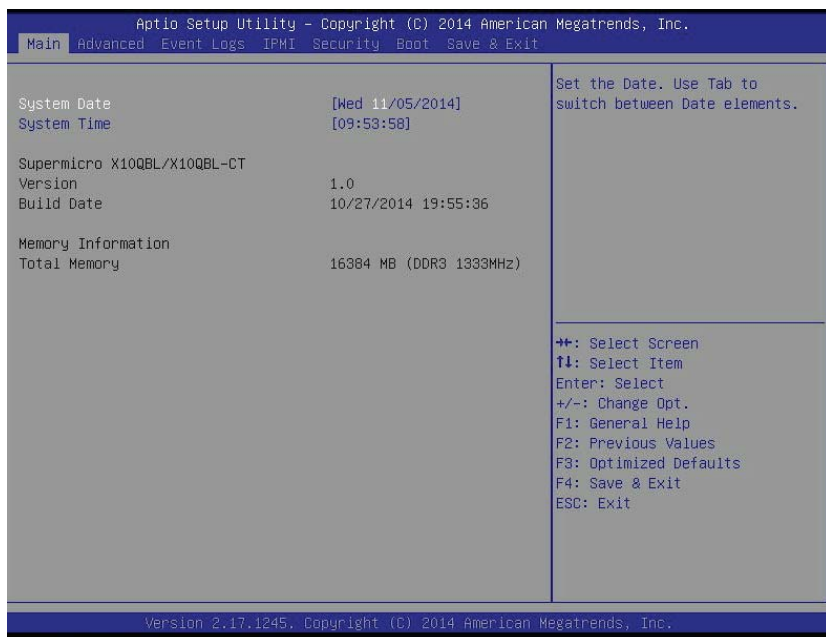 Aptio Setup Utility – Copyright (C) 2014 American Megatrends, Inc.
Main Advanced Event Logs IPMI Security Boot Save & Exit
System Date [Wed 11/05/2014]
System Time [09:53:58]
Supermicro X10QBL/X10QBL-CT
Version 1.0
Build Date 10/27/2014 19:55:36
Memory Information
Total Memory 16384 MB (DDR3 1333MHz)
Set the Date. Use Tab to
switch between Date elements.
→←: Select Screen
↑↓: Select Item
Enter: Select
+/-: Change Opt.
F1: General Help
F2: Previous Values
F3: Optimized Defaults
F4: Save & Exit
ESC: Exit
Version 2.17.1245. Copyright (C) 2014 American Megatrends, Inc.